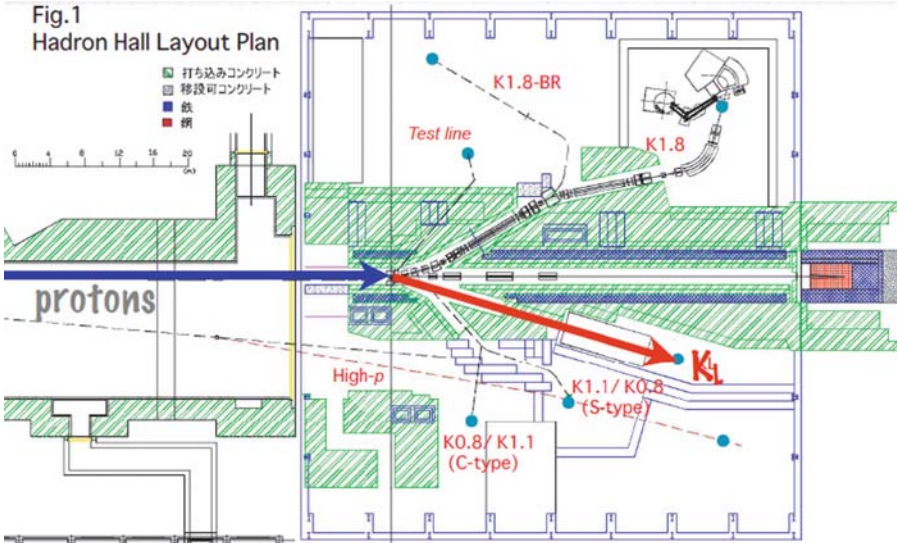 Fig.1
Hadron Hall Layout Plan
打ち込みコンクリート
移設可コンクリート
鉄
銅
0 4 8 12 16 20
(m)
K1.8-BR
Test line
K1.8
protons
KL
High-p
K1.1/ K0.8
(S-type)
K0.8/ K1.1
(C-type)